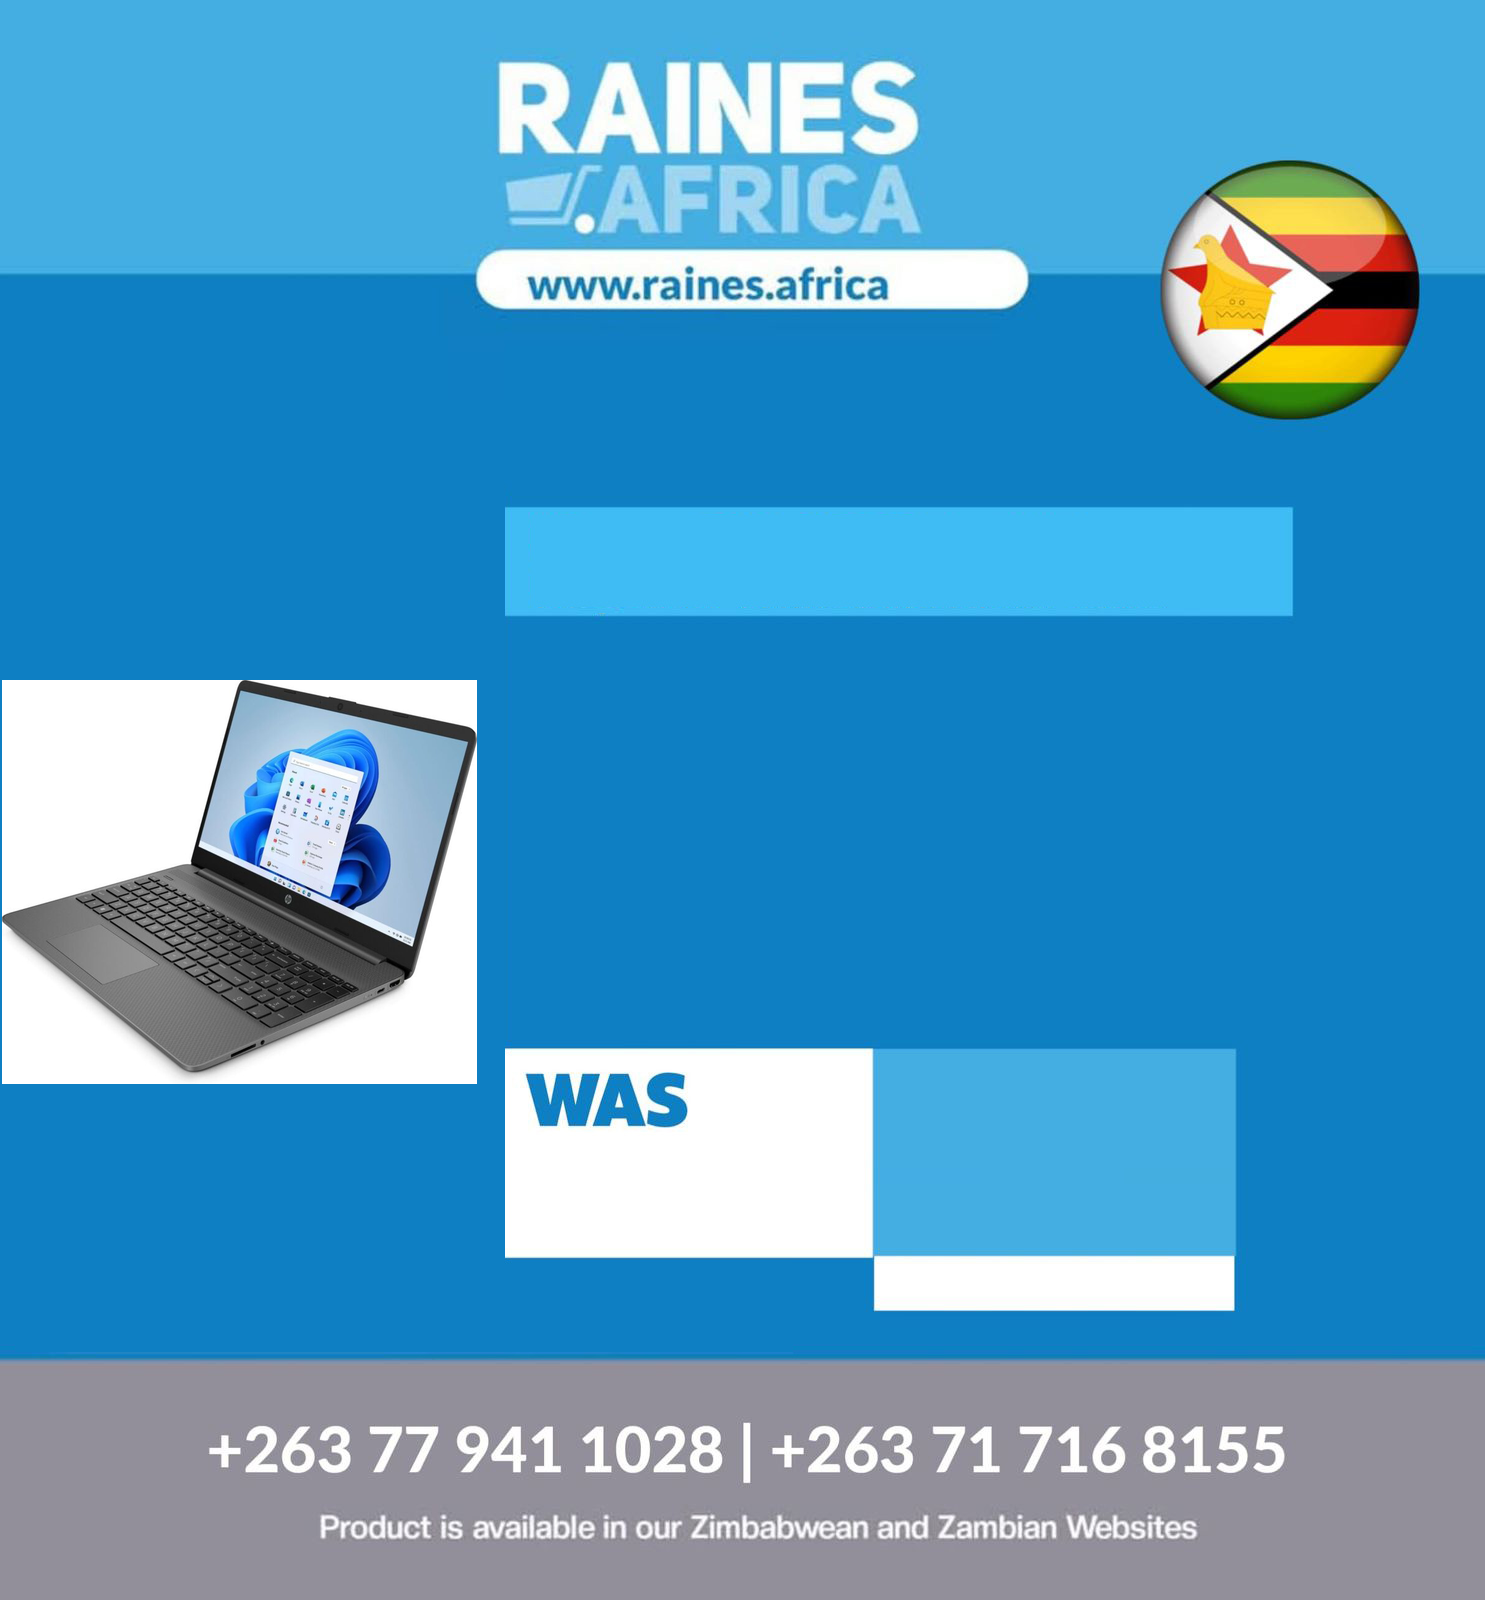 RAINES
.AFRICA
www.raines.africa
WAS
+263 77 941 1028 | +263 71 716 8155
Product is available in our Zimbabwean and Zambian Websites